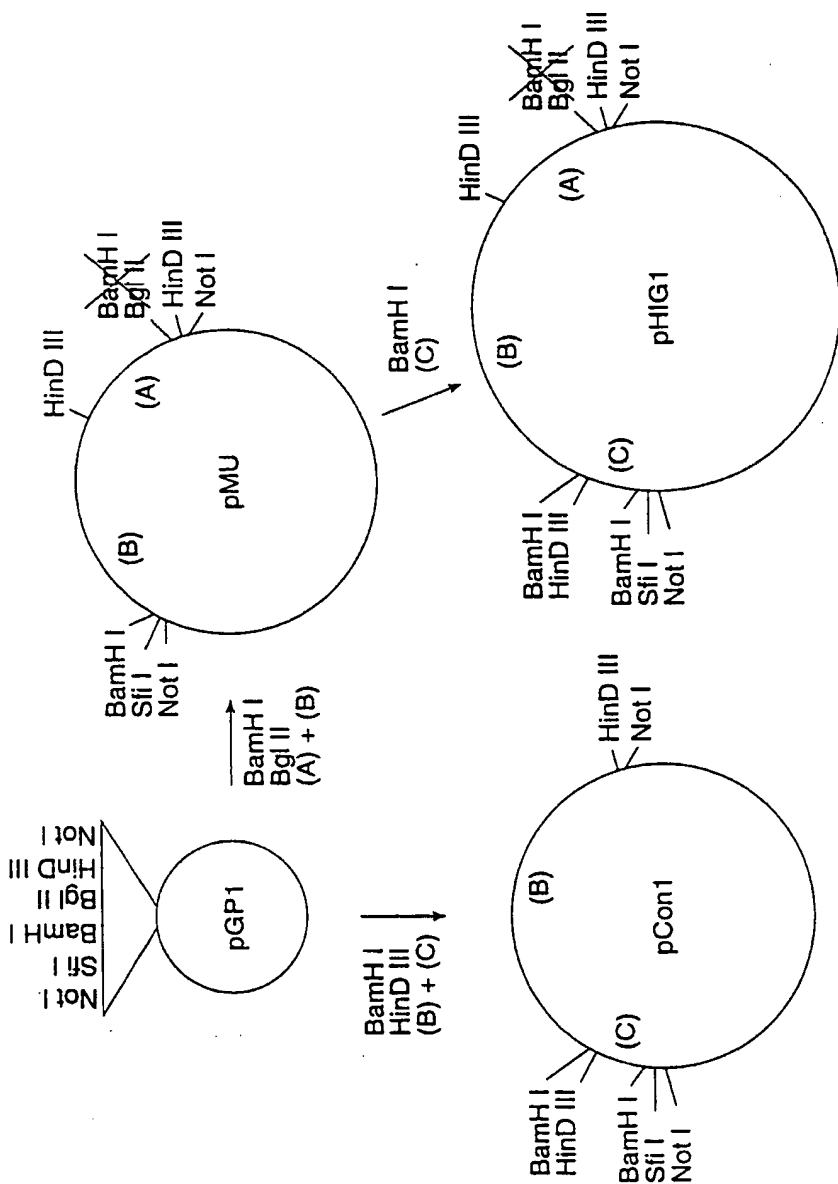 Not I
Sfi I
BamH I
Bgl II
HinD III
Not I
pGP1
BamH I
Bgl II
(A) + (B)
HinD III
BamH I
Bgl II
HinD III
Not I
(A)
(B)
pMU
BamH I
Sfi I
Not I
BamH I
HinD III
(B) + (C)
BamH I
(C)
BamH I
HinD III
(C)
(B)
HinD III
Not I
BamH I
Sfi I
Not I
pCon1
HinD III
BamH I
Bgl II
HinD III
Not I
(A)
(B)
(C)
BamH I
HinD III
BamH I
Sfi I
Not I
pHIG1